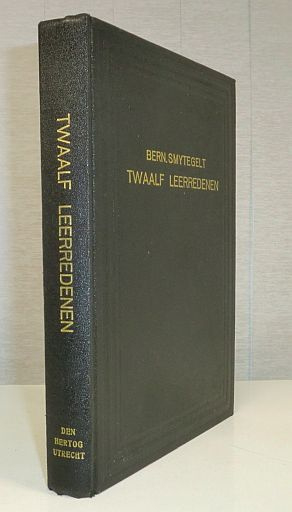 TWAALF LEERREDENEN
DEN
HERTOG
UTRECHT
BERN. SMYTEGELT
TWAALF LEERREDENEN